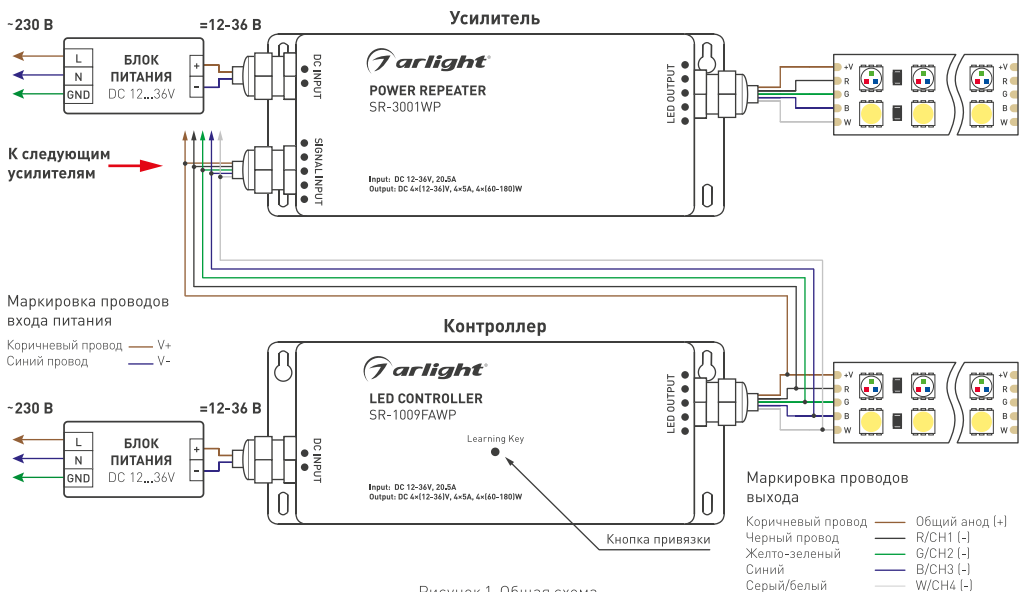 Усилитель
~230 В
=12-36 В
L
N
GND
БЛОК
ПИТАНИЯ
DC 12...36V
+
-
DC INPUT
SIGNAL INPUT
arlight
POWER REPEATER
SR-3001WP
Input: DC 12-36V, 20.5A
Output: DC 4×(12-36)V, 4×5A, 4×(60-180)W
LED OUTPUT
+V
R
G
B
W
+V
R
G
B
W
К следующим
усилителям
Маркировка проводов
входа питания
Коричневый провод V+
Синий провод V-
Контроллер
~230 В
=12-36 В
L
N
GND
БЛОК
ПИТАНИЯ
DC 12...36V
+
-
DC INPUT
arlight
LED CONTROLLER
SR-1009FAWP
Learning Key
Input: DC 12-36V, 20.5A
Output: DC 4×(12-36)V, 4×5A, 4×(60-180)W
LED OUTPUT
+V
R
G
B
W
+V
R
G
B
W
Кнопка привязки
Маркировка проводов
выхода
Коричневый провод Общий анод (+)
Черный провод R/CH1 (-)
Желто-зеленый G/CH2 (-)
Синий B/CH3 (-)
Серый/белый W/CH4 (-)
Рисунок 1. Общая схема